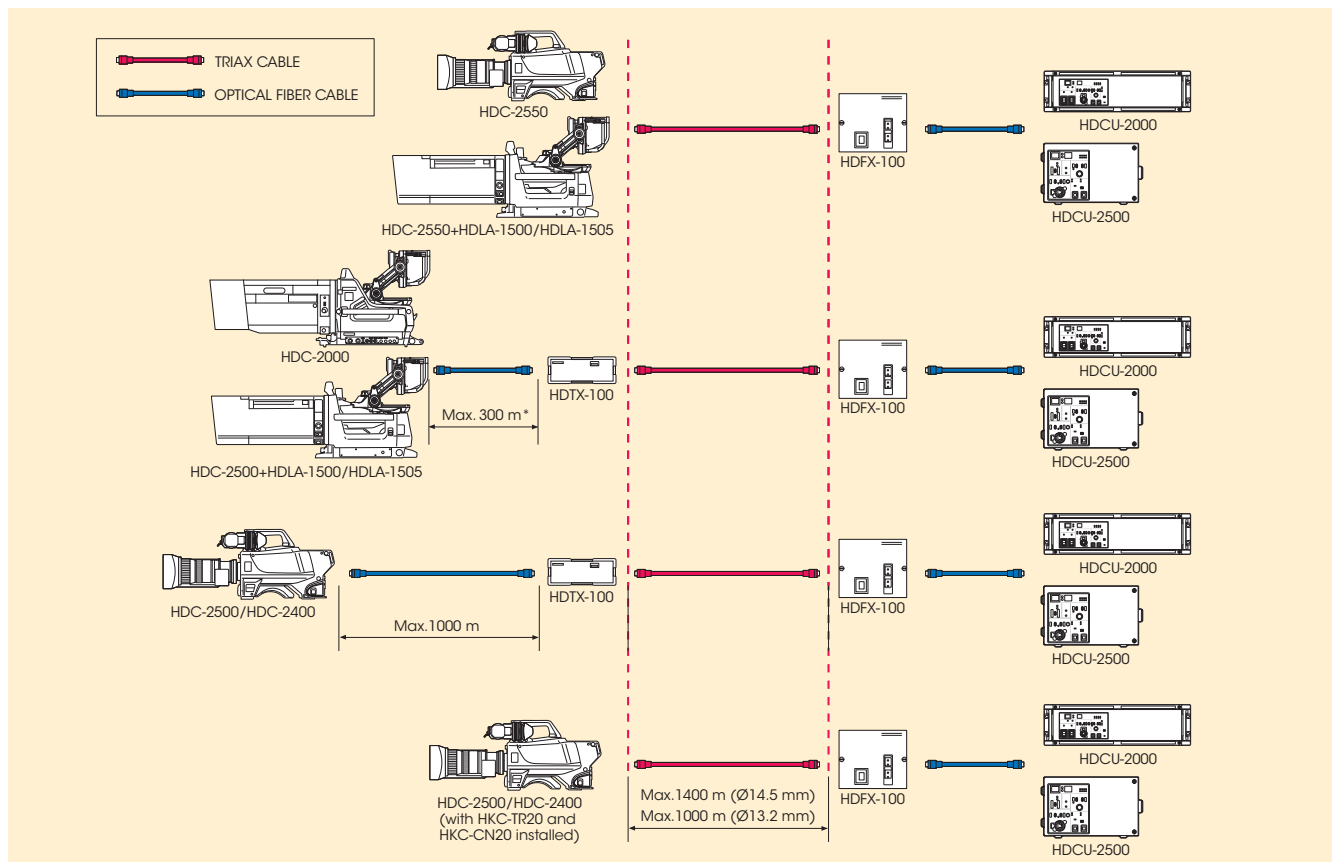 TRIAX CABLE
OPTICAL FIBER CABLE
HDC-2550
HDFX-100
HDCU-2000
HDCU-2500
HDC-2550+HDLA-1500/HDLA-1505
HDC-2000
HDTX-100
HDFX-100
HDCU-2000
Max. 300 m*
HDCU-2500
HDC-2500+HDLA-1500/HDLA-1505
HDC-2500/HDC-2400
HDTX-100
HDFX-100
HDCU-2000
Max.1000 m
HDCU-2500
HDC-2500/HDC-2400
(with HKC-TR20 and
HKC-CN20 installed)
Max.1400 m (Ø14.5 mm)
Max.1000 m (Ø13.2 mm)
HDFX-100
HDCU-2000
HDCU-2500